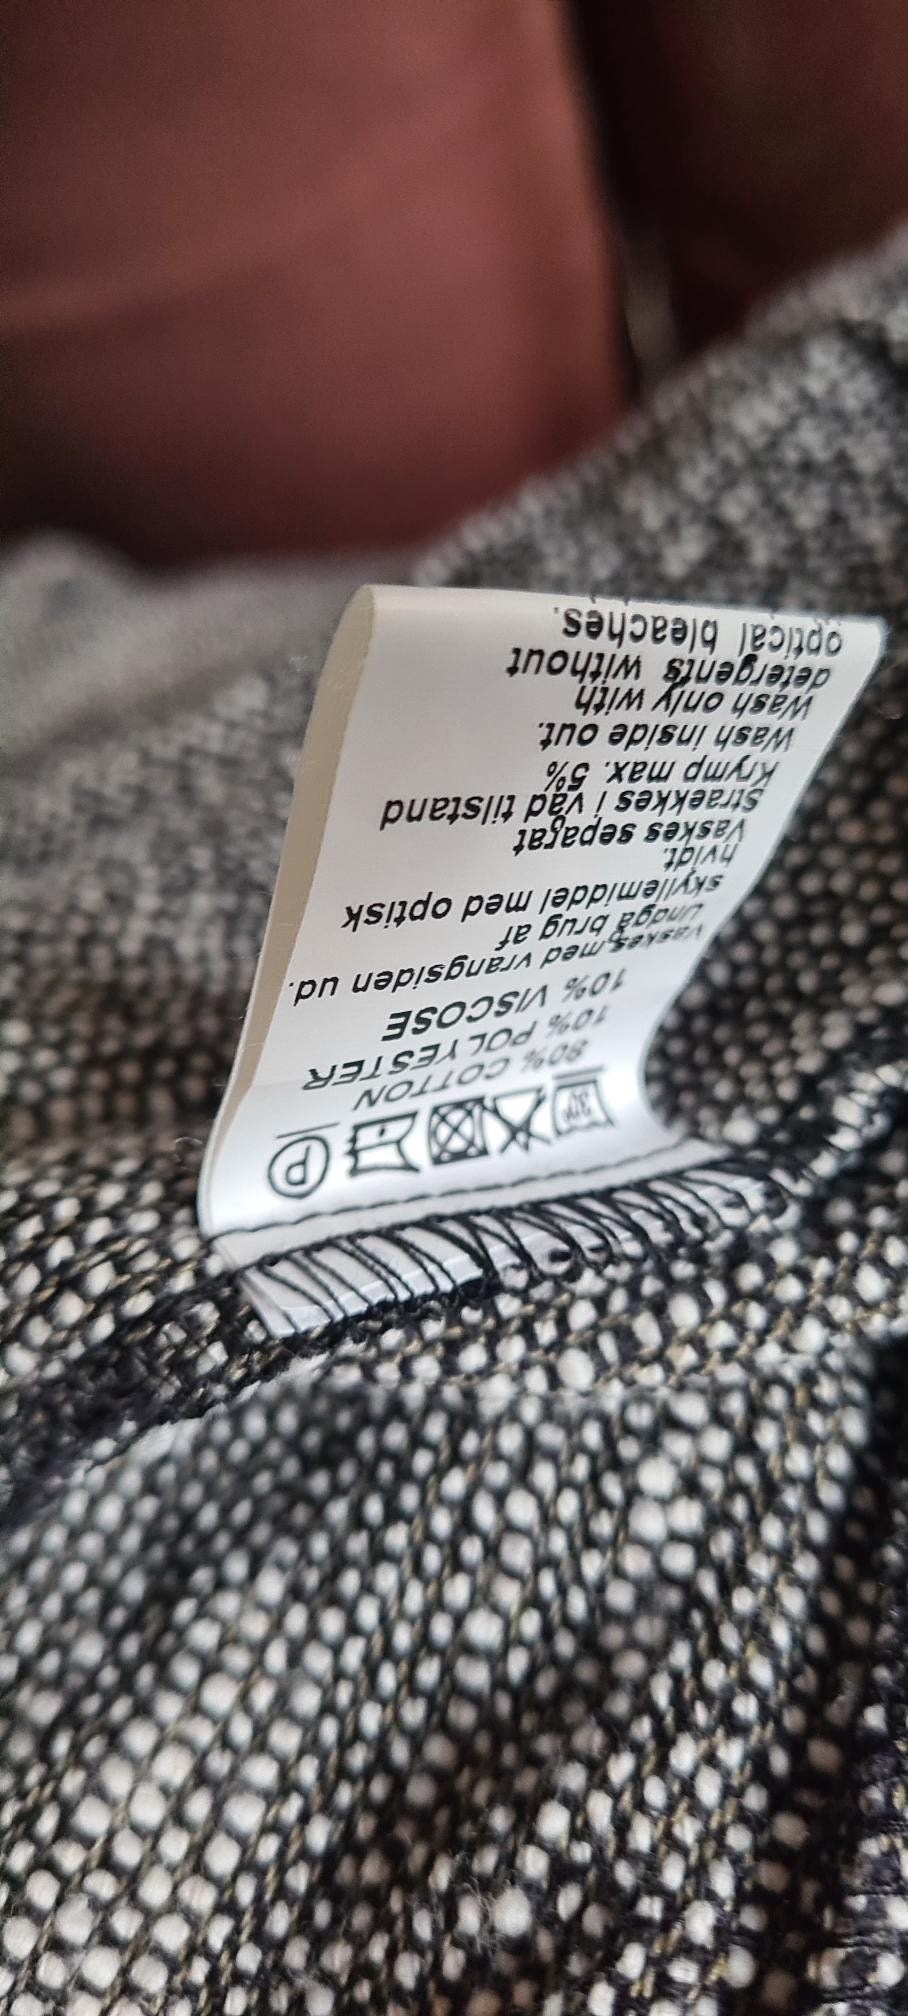 30°
P
80% COTTON
10% POLYESTER
10% VISCOSE
Vaskes med vrangsiden ud.
Undgå brug af
skyllemiddel med optisk
hvidt.
Vaskes separat
Straekkes i våd tilstand
Krymp max. 5%
Wash inside out.
Wash only with
detergents without
optical bleaches.